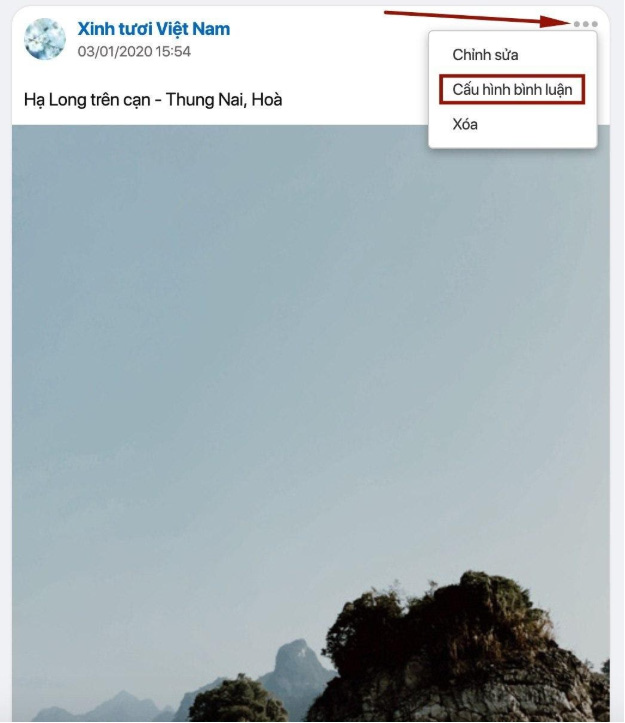 Xinh tươi Việt Nam
03/01/2020 15:54
Hạ Long trên cạn - Thung Nai, Hoà
Chỉnh sửa
Cấu hình bình luận
Xóa